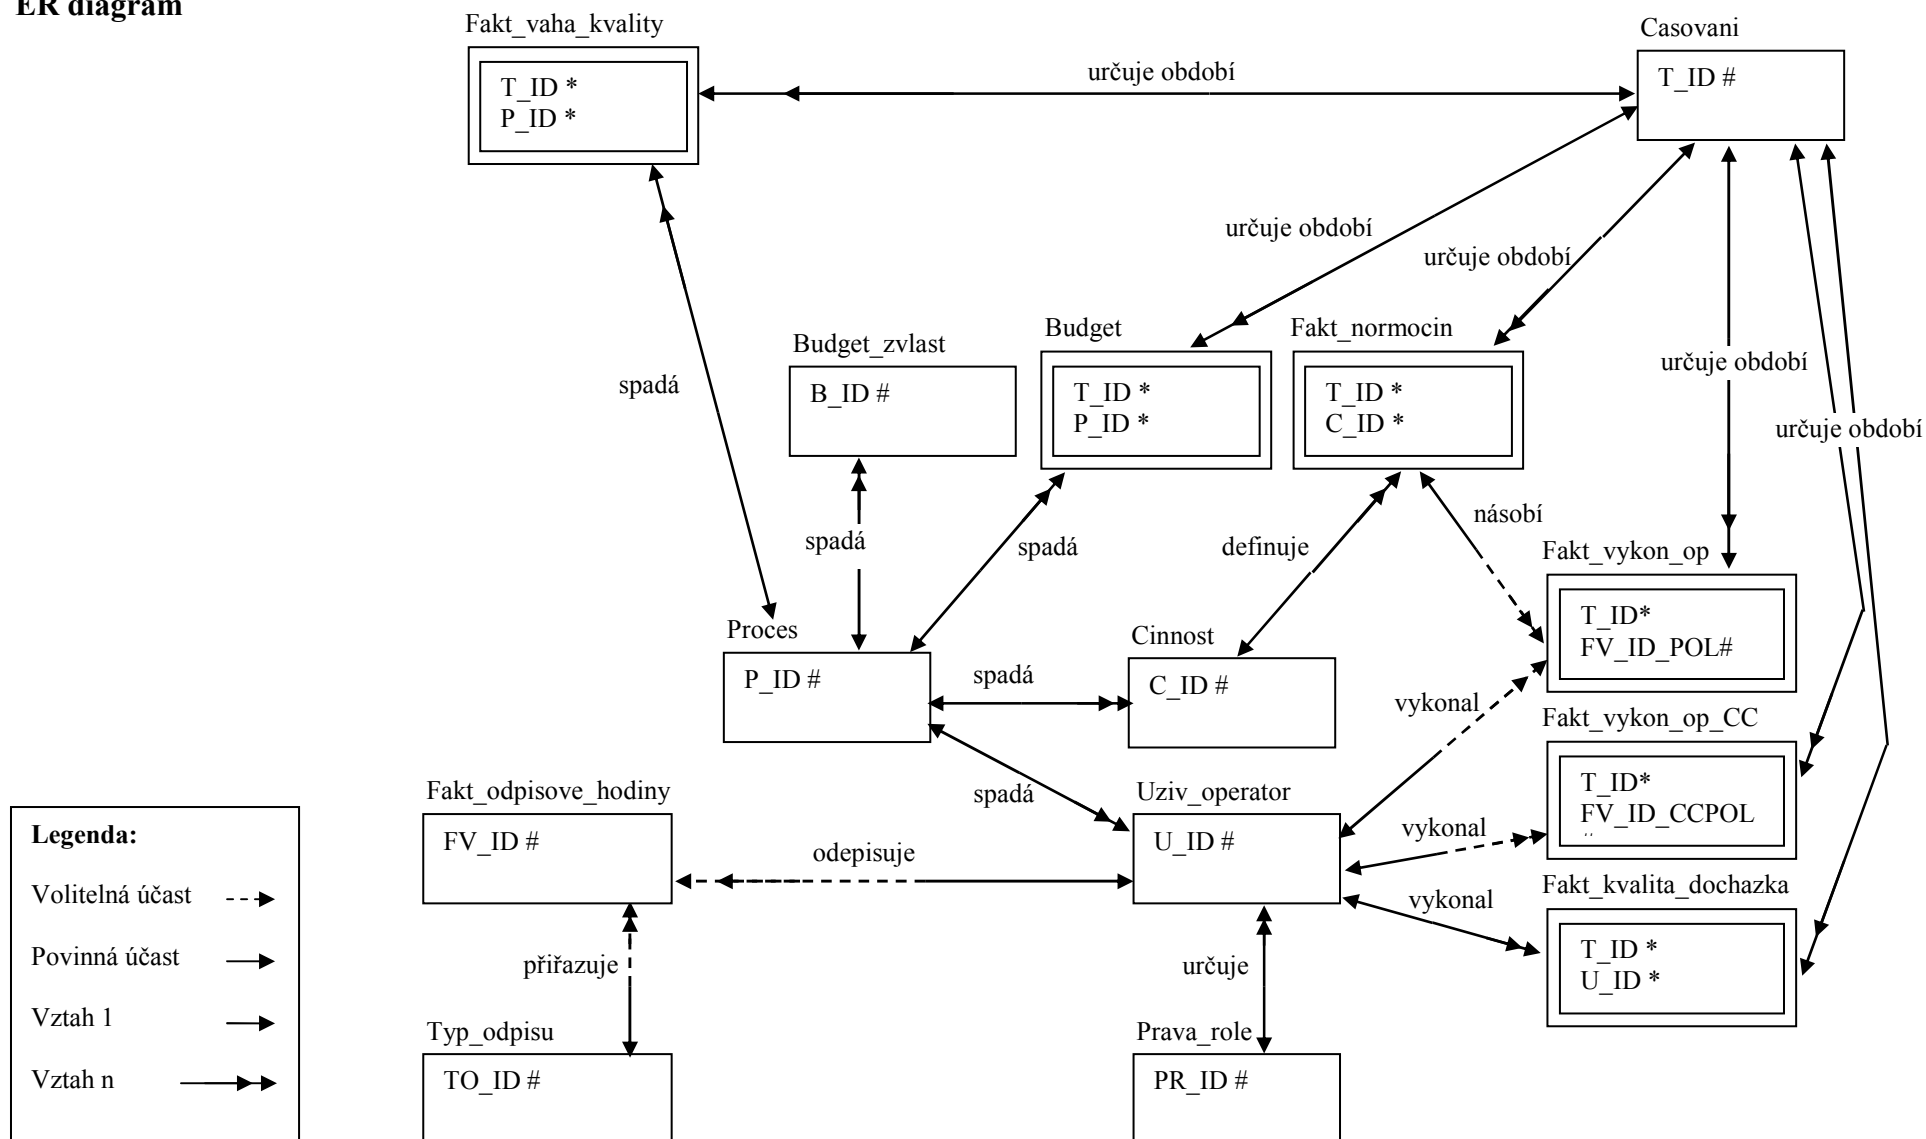 ER diagram
Fakt_vaha_kvality
T_ID *
P_ID *
určuje období
Casovani
T_ID #
určuje období
určuje období
určuje období
určuje období
spadá
Budget_zvlast
B_ID #
Budget
T_ID *
P_ID *
Fakt_normocin
T_ID *
C_ID *
spadá
spadá
definuje
násobí
Fakt_vykon_op
T_ID*
FV_ID_POL#
Proces
P_ID #
spadá
Cinnost
C_ID #
vykonal
Fakt_vykon_op_CC
T_ID*
FV_ID_CCPOL
spadá
Fakt_odpisove_hodiny
FV_ID #
odepisuje
Uziv_operator
U_ID #
vykonal
vykonal
Fakt_kvalita_dochazka
T_ID *
U_ID *
přiřazuje
určuje
Typ_odpisu
TO_ID #
Prava_role
PR_ID #
Legenda:
Volitelná účast
Povinná účast
Vztah 1
Vztah n